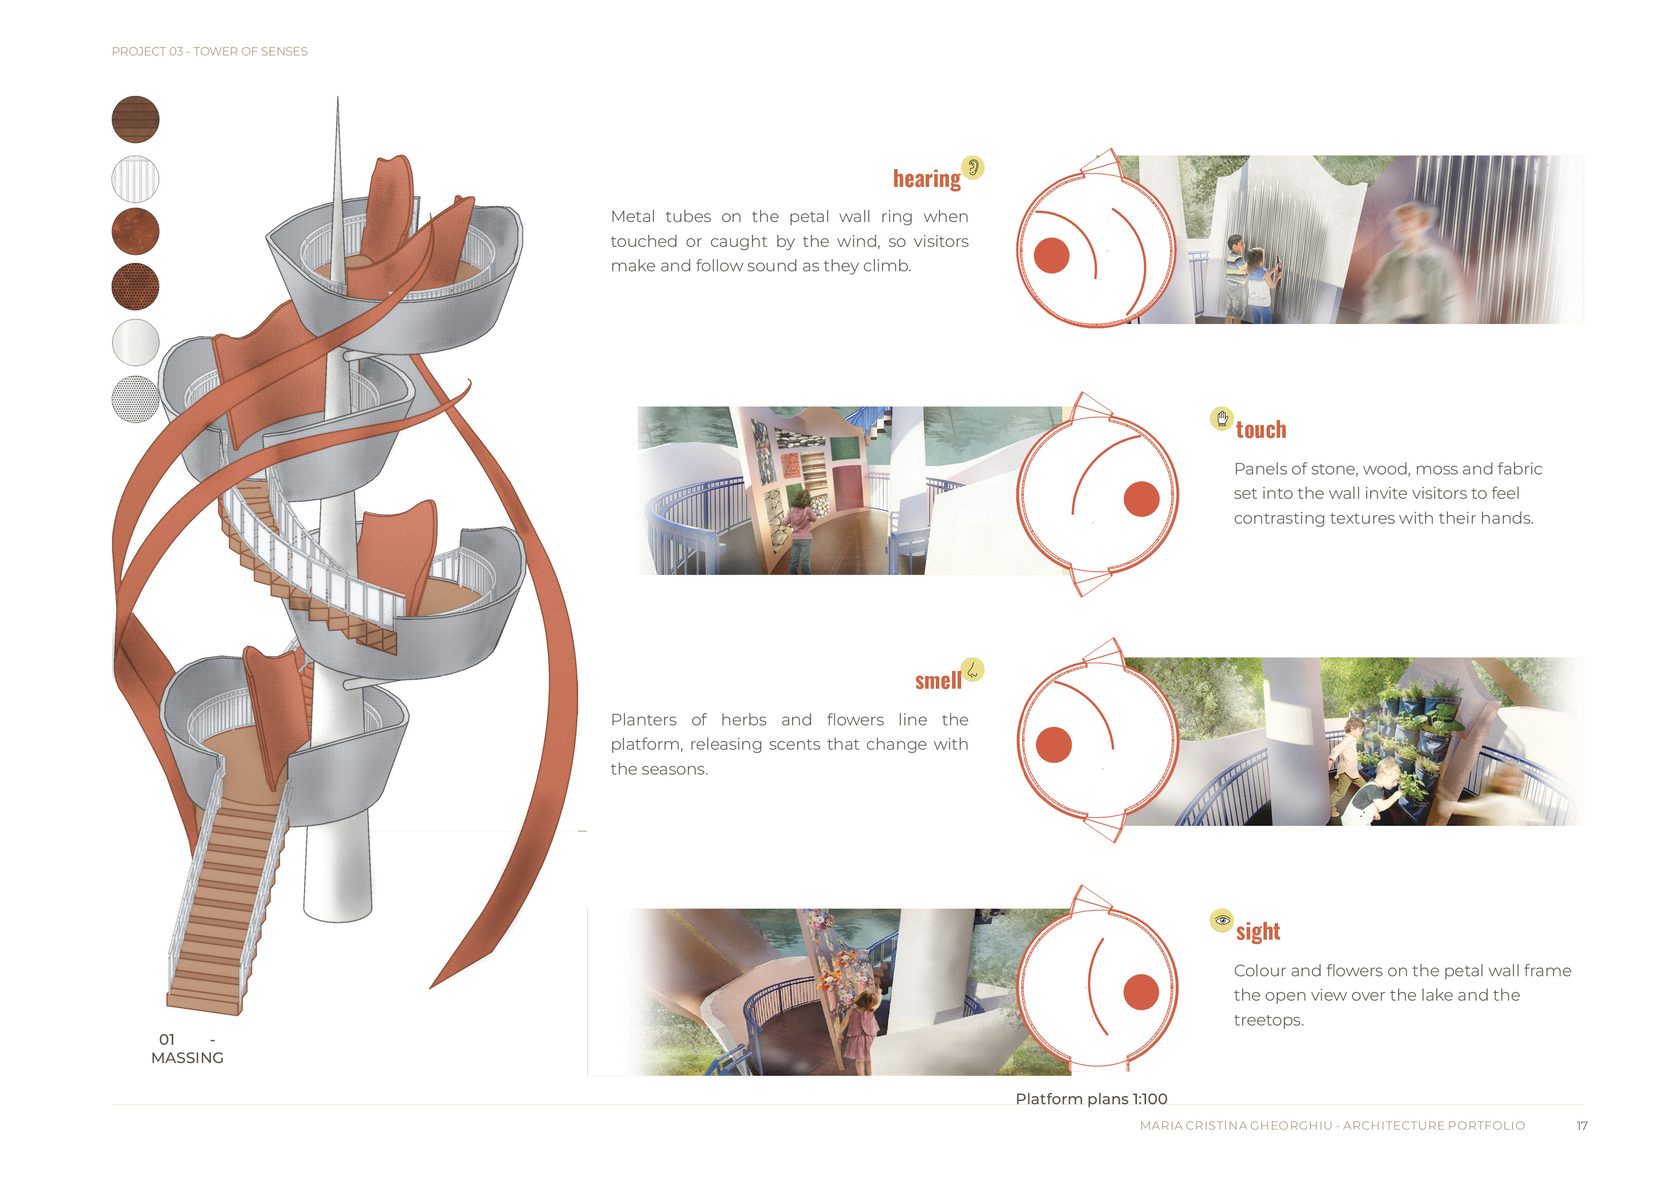 PROJECT 03 - TOWER OF SENSES
hearing
Metal tubes on the petal wall ring when
touched or caught by the wind, so visitors
make and follow sound as they climb.
touch
Panels of stone, wood, moss and fabric
set into the wall invite visitors to feel
contrasting textures with their hands.
smell
Planters of herbs and flowers line the
platform, releasing scents that change with
the seasons.
sight
Colour and flowers on the petal wall frame
the open view over the lake and the
treetops.
01 -
MASSING
Platform plans 1:100
MARIA CRISTINA GHEORGHIU - ARCHITECTURE PORTFOLIO 17